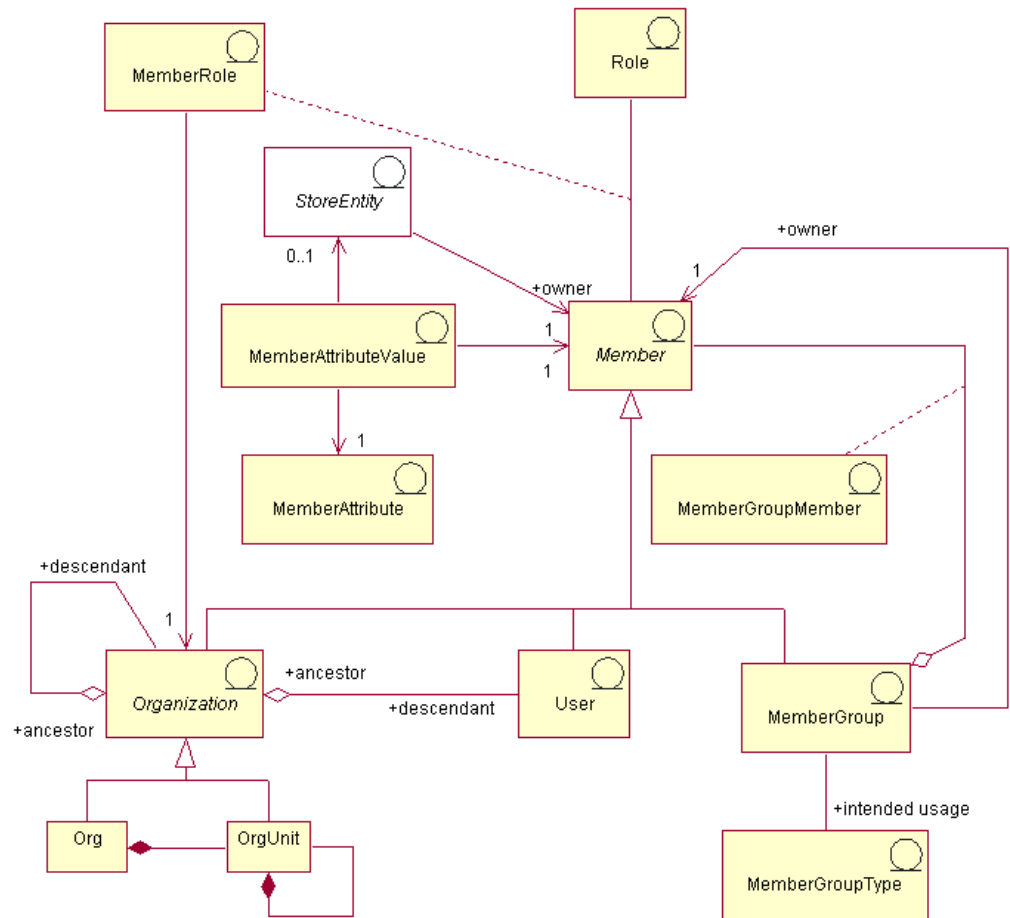 Role
MemberRole
StoreEntity
+owner
0..1
1
+owner
1
Member
MemberAttributeValue
1
1
MemberAttribute
MemberGroupMember
+descendant
1
+ancestor
Organization
+descendant
User
MemberGroup
+ancestor
+intended usage
Org
OrgUnit
MemberGroupType